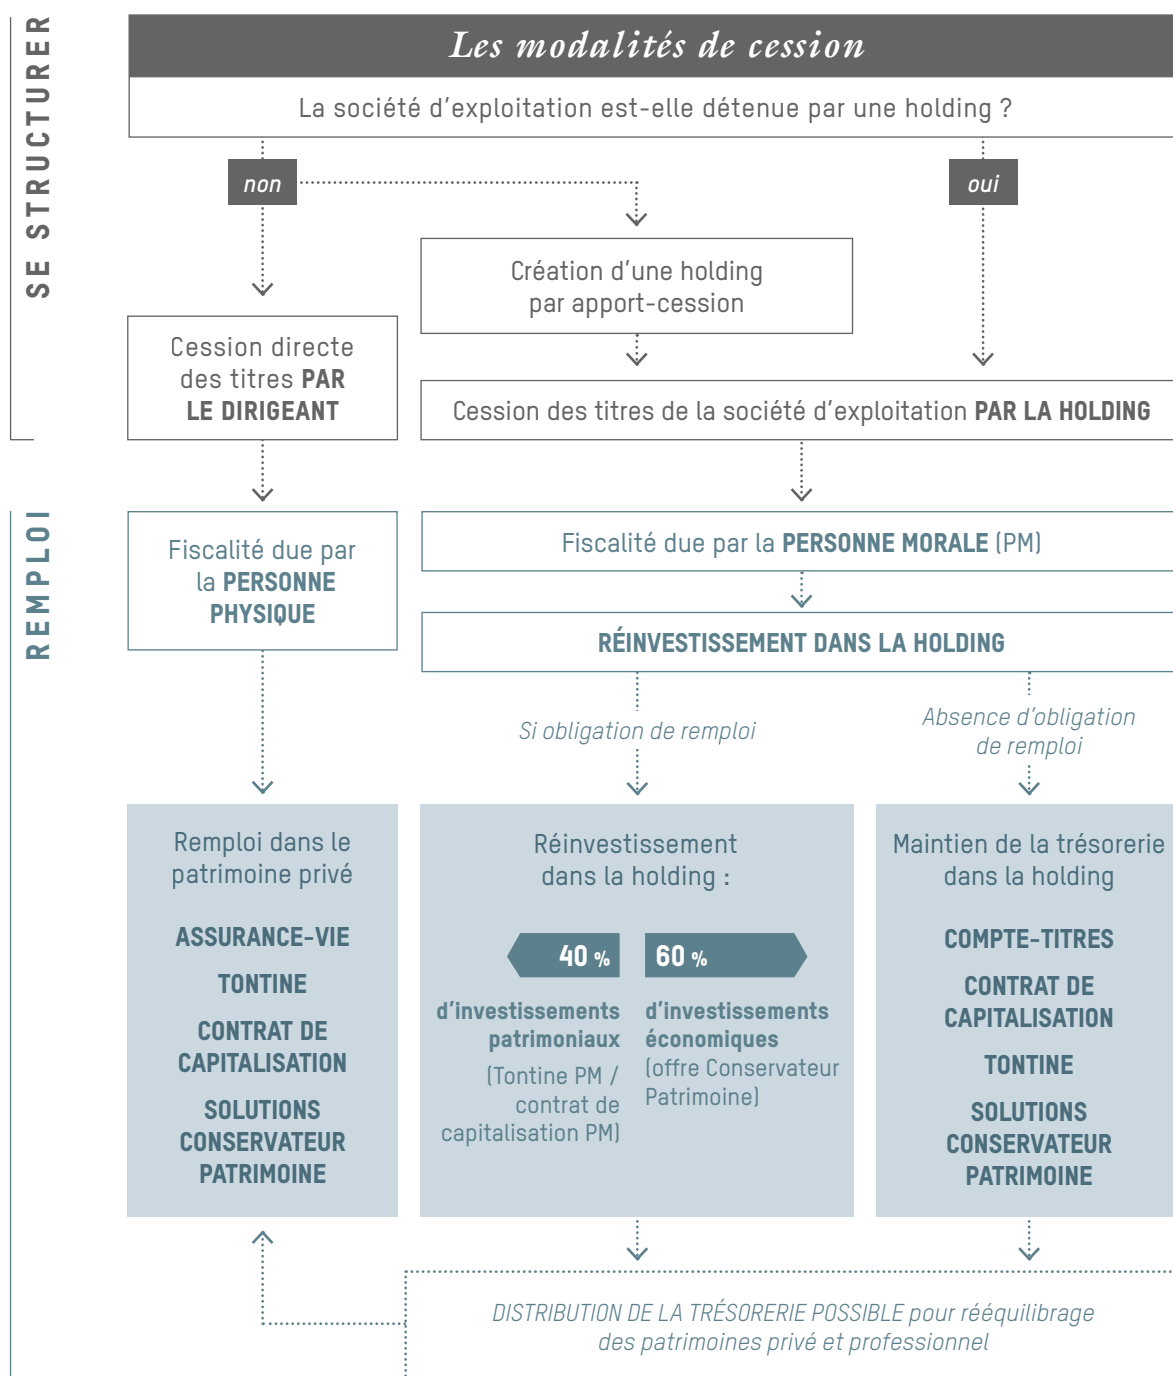 SE STRUCTURER
Les modalités de cession
La société d’exploitation est-elle détenue par une holding ?
non
oui
Création d’une holding
par apport-cession
Cession directe
des titres PAR
LE DIRIGEANT
Cession des titres de la société d’exploitation PAR LA HOLDING
REMPLOI
Fiscalité due par
la PERSONNE
PHYSIQUE
Fiscalité due par la PERSONNE MORALE (PM)
RÉINVESTISSEMENT DANS LA HOLDING
Si obligation de remploi
Absence d’obligation
de remploi
Remploi dans le
patrimoine privé
ASSURANCE-VIE
TONTINE
CONTRAT DE
CAPITALISATION
SOLUTIONS
CONSERVATEUR
PATRIMOINE
Réinvestissement
dans la holding :
40 %
d’investissements
patrimoniaux
(Tontine PM /
contrat de
capitalisation PM)
60 %
d’investissements
économiques
(offre Conservateur
Patrimoine)
Maintien de la trésorerie
dans la holding
COMPTE-TITRES
CONTRAT DE
CAPITALISATION
TONTINE
SOLUTIONS
CONSERVATEUR
PATRIMOINE
DISTRIBUTION DE LA TRÉSORERIE POSSIBLE pour rééquilibrage
des patrimoines privé et professionnel